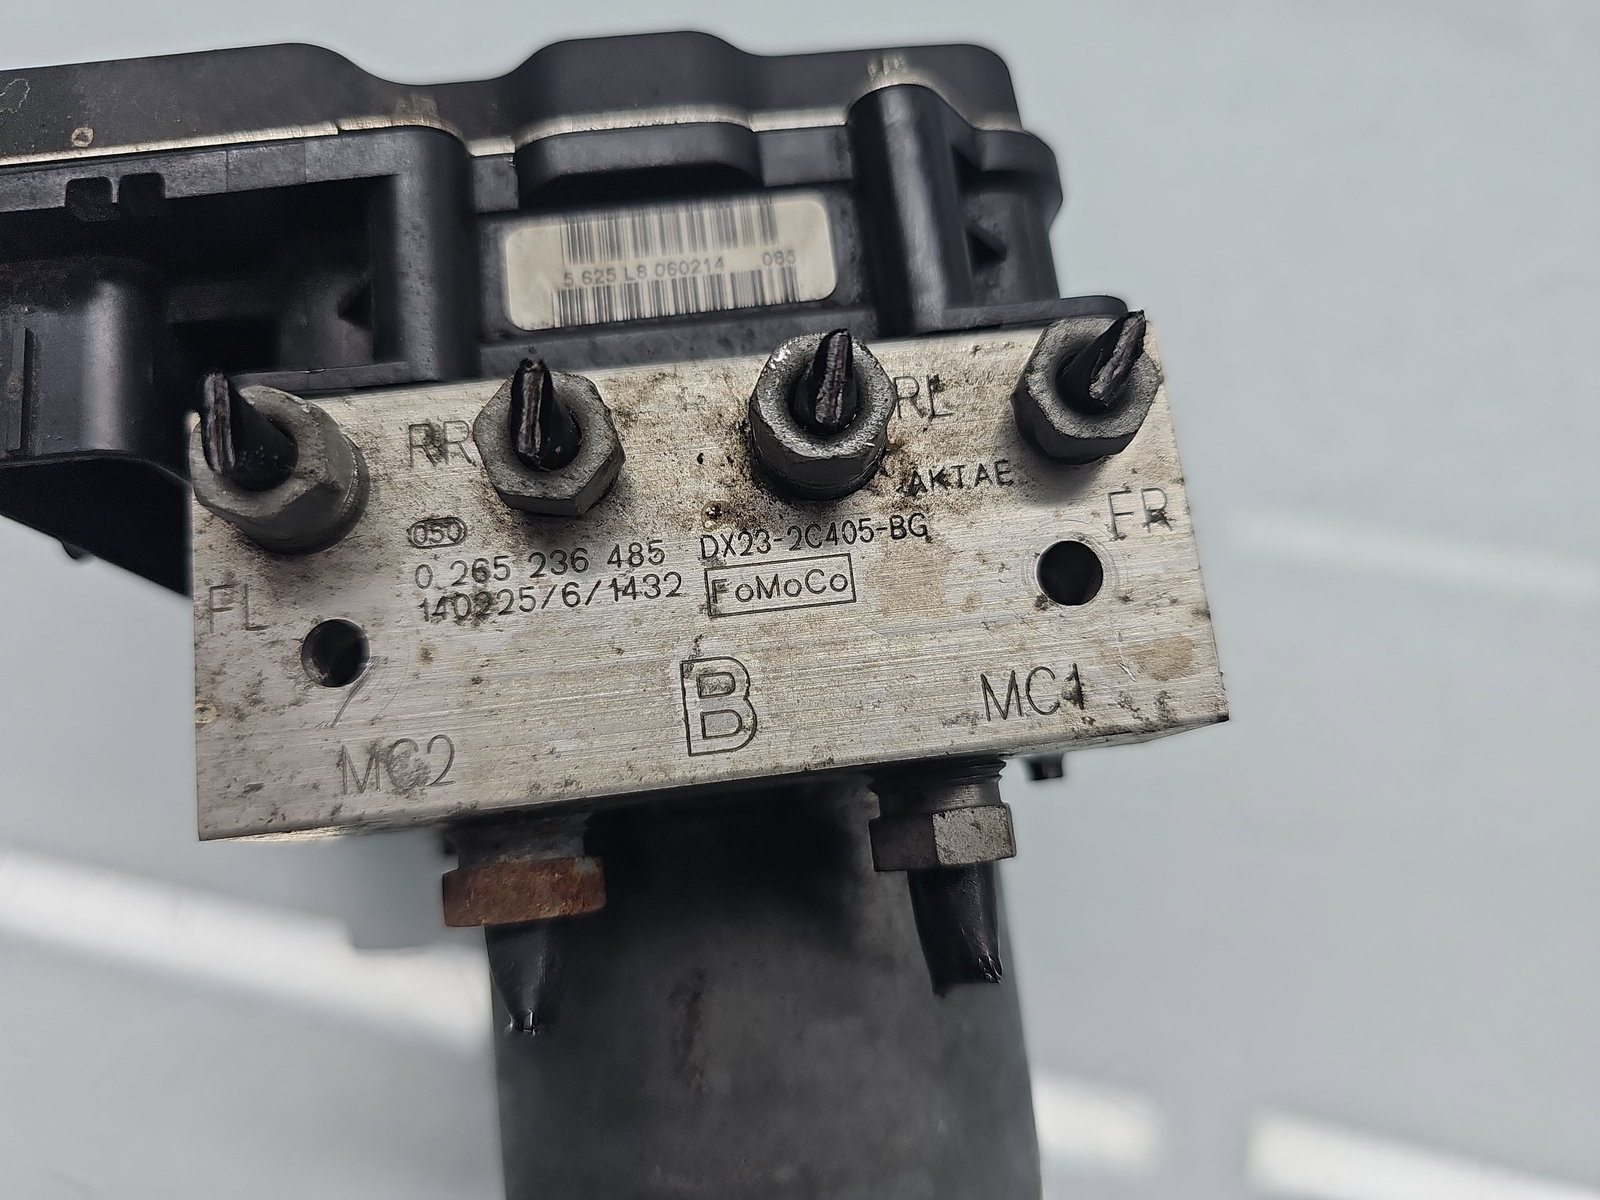 5 625 L8 060214 085
RR
RL
AKTAE
FR
050
0 265 236 485 DX23-2C405-BG
140225/6/1432 FoMoCo
FL
B
MC1
MC2